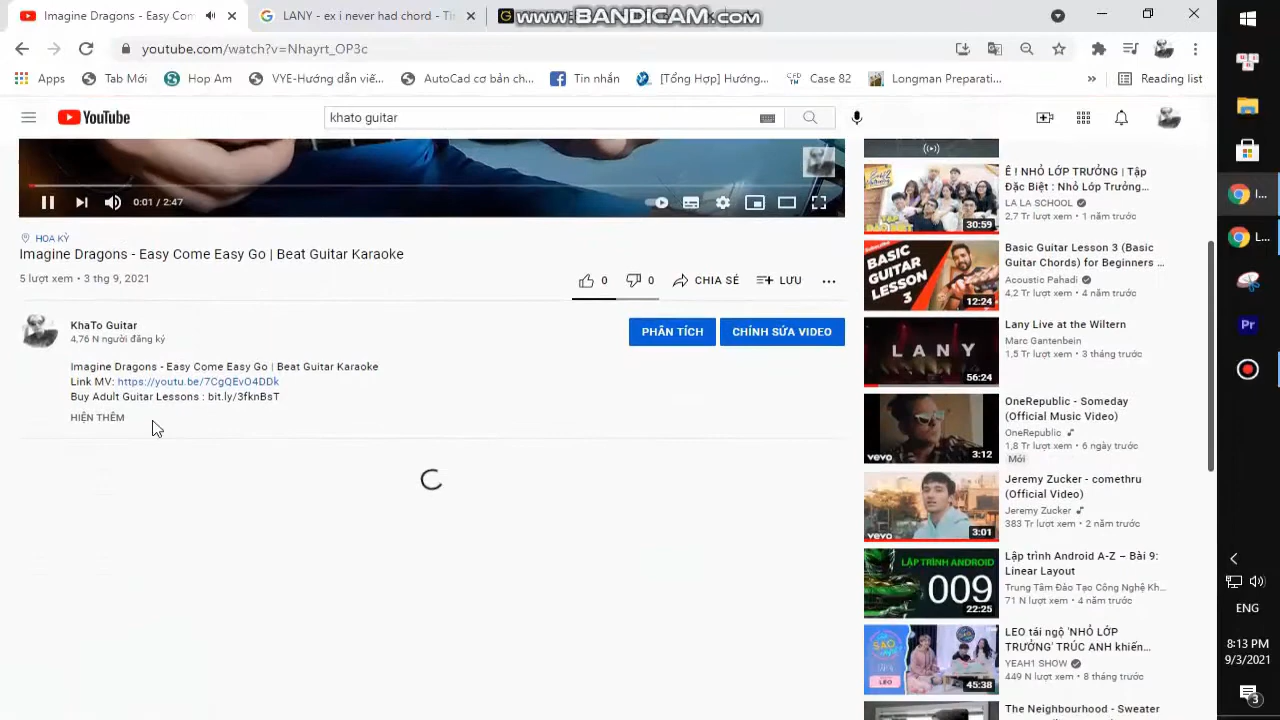 Imagine Dragons - Easy Com
LANY - ex i never had chord - T
www.BANDICAM.com
youtube.com/watch?v=Nhayrt_OP3c
Apps
Tab Mới
Hop Am
VYE-Hướng dẫn viế...
AutoCad cơ bản ch...
Tin nhắn
[Tổng Hợp] Hướng...
Case 82
Longman Preparati...
»
Reading list
YouTube
khato guitar
0:01 / 2:47
HOA KỲ
Imagine Dragons - Easy Come Easy Go | Beat Guitar Karaoke
5 lượt xem • 3 thg 9, 2021
0
0
CHIA SẺ
LƯU
KhaTo Guitar
4,76 N người đăng ký
PHÂN TÍCH
CHỈNH SỬA VIDEO
Imagine Dragons - Easy Come Easy Go | Beat Guitar Karaoke
Link MV: https://youtu.be/7CgQEvO4DDk
Buy Adult Guitar Lessons : bit.ly/3fknBsT
HIỆN THÊM
30:59
Ê ! NHỎ LỚP TRƯỞNG | Tập
Đặc Biệt : Nhỏ Lớp Trưởng...
LA LA SCHOOL
2,7 Tr lượt xem • 1 năm trước
BASIC
GUITAR
LESSON
3
12:24
Basic Guitar Lesson 3 (Basic
Guitar Chords) for Beginners ...
Acoustic Pahadi
4,2 Tr lượt xem • 4 năm trước
LANY
56:24
Lany Live at the Wiltern
Marc Gantenbein
1,5 Tr lượt xem • 3 tháng trước
vevo
3:12
OneRepublic - Someday
(Official Music Video)
OneRepublic
1,8 Tr lượt xem • 6 ngày trước
Mới
vevo
3:01
Jeremy Zucker - comethru
(Official Video)
Jeremy Zucker
383 Tr lượt xem • 2 năm trước
LẬP TRÌNH ANDROID
009
22:25
Lập trình Android A-Z – Bài 9:
Linear Layout
Trung Tâm Đào Tạo Công Nghệ Kh...
71 N lượt xem • 4 năm trước
SAO
LEO
45:38
LEO tái ngộ 'NHỎ LỚP
TRƯỞNG' TRÚC ANH khiến...
YEAH1 SHOW
449 N lượt xem • 8 tháng trước
The Neighbourhood - Sweater
I...
L...
Pr
ENG
8:13 PM
9/3/2021
3